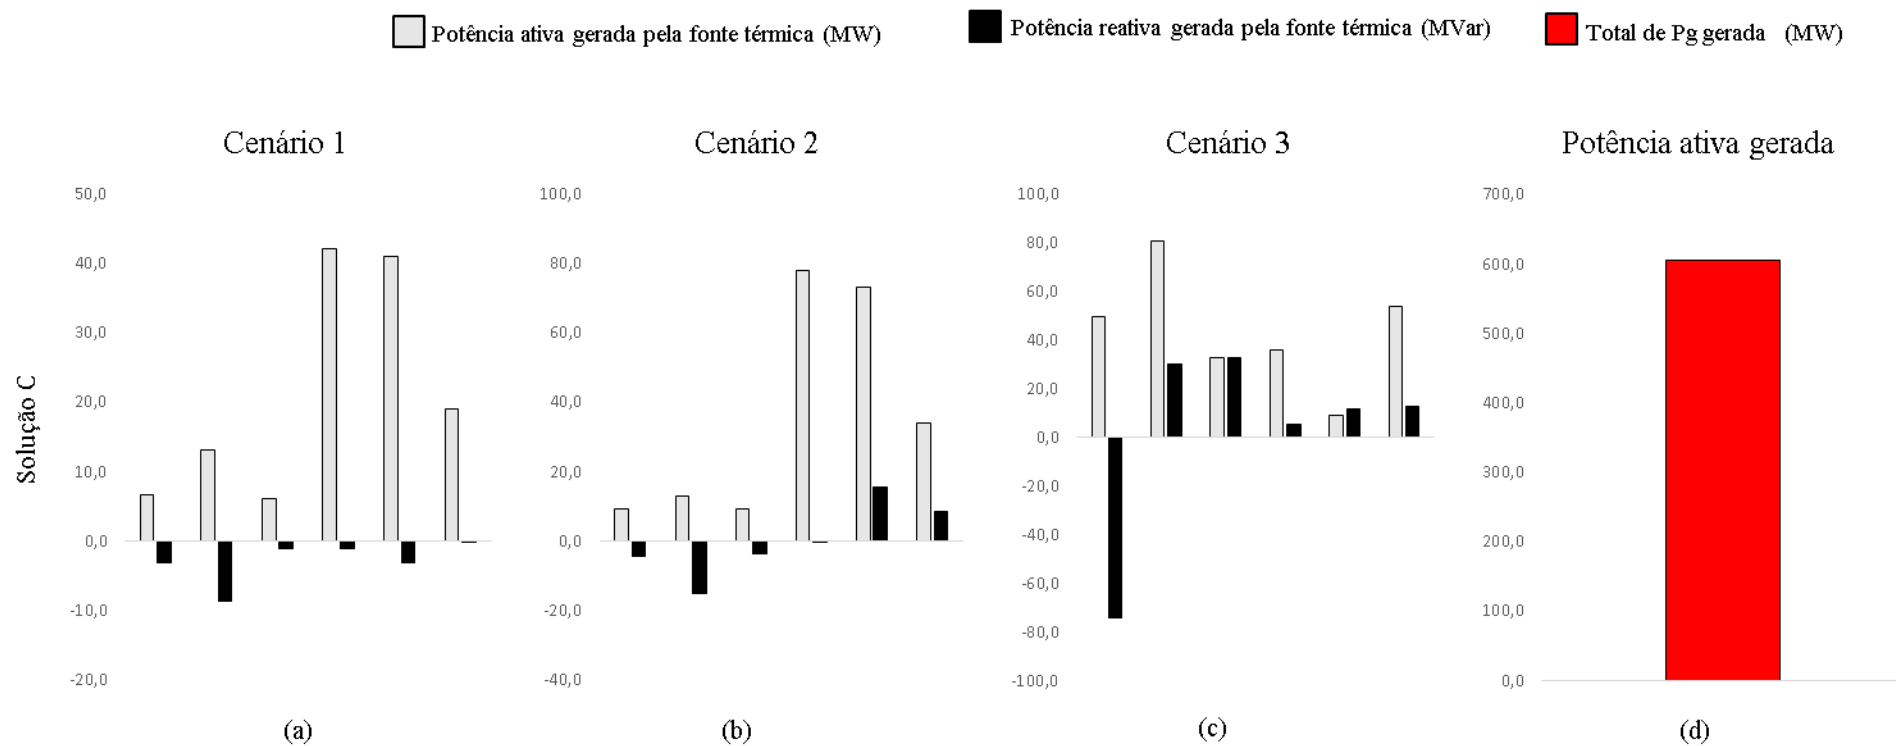 Potência ativa gerada pela fonte térmica (MW)
Potência reativa gerada pela fonte térmica (MVar)
Total de Pg gerada (MW)
Solução C
Cenário 1
50,0
40,0
30,0
20,0
10,0
0,0
-10,0
-20,0
(a)
Cenário 2
100,0
80,0
60,0
40,0
20,0
0,0
-20,0
-40,0
(b)
Cenário 3
100,0
80,0
60,0
40,0
20,0
0,0
-20,0
-40,0
-60,0
-80,0
-100,0
(c)
Potência ativa gerada
700,0
600,0
500,0
400,0
300,0
200,0
100,0
0,0
(d)